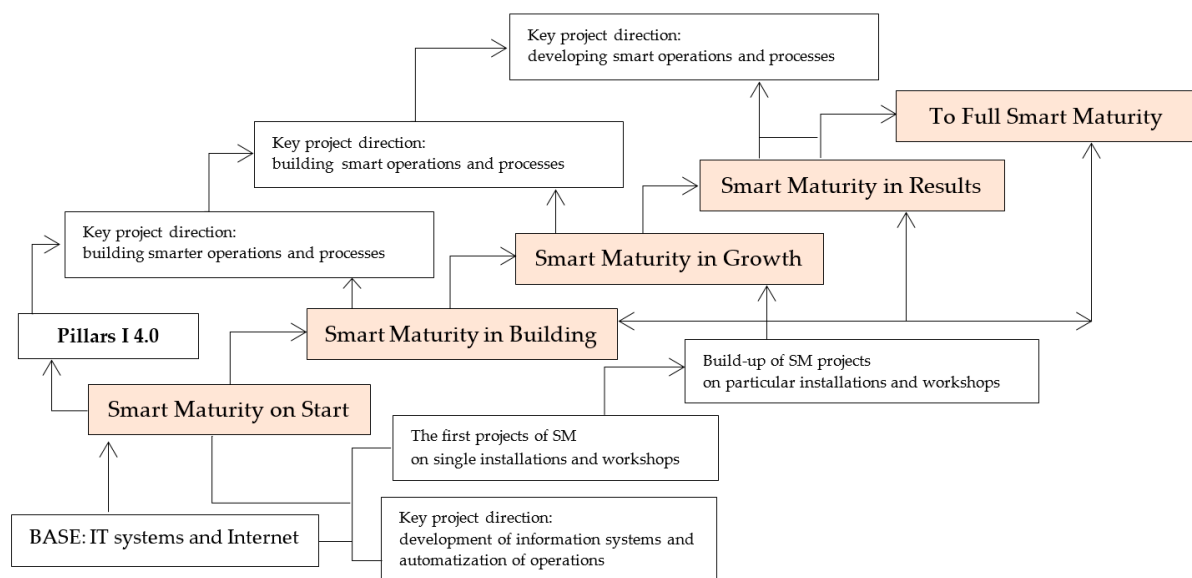 Key project direction:
developing smart operations and processes
To Full Smart Maturity
Key project direction:
building smart operations and processes
Smart Maturity in Results
Key project direction:
building smarter operations and processes
Smart Maturity in Growth
Pillars I 4.0
Smart Maturity in Building
Build-up of SM projects
on particular installations and workshops
Smart Maturity on Start
The first projects of SM
on single installations and workshops
BASE: IT systems and Internet
Key project direction:
development of information systems and
automatization of operations